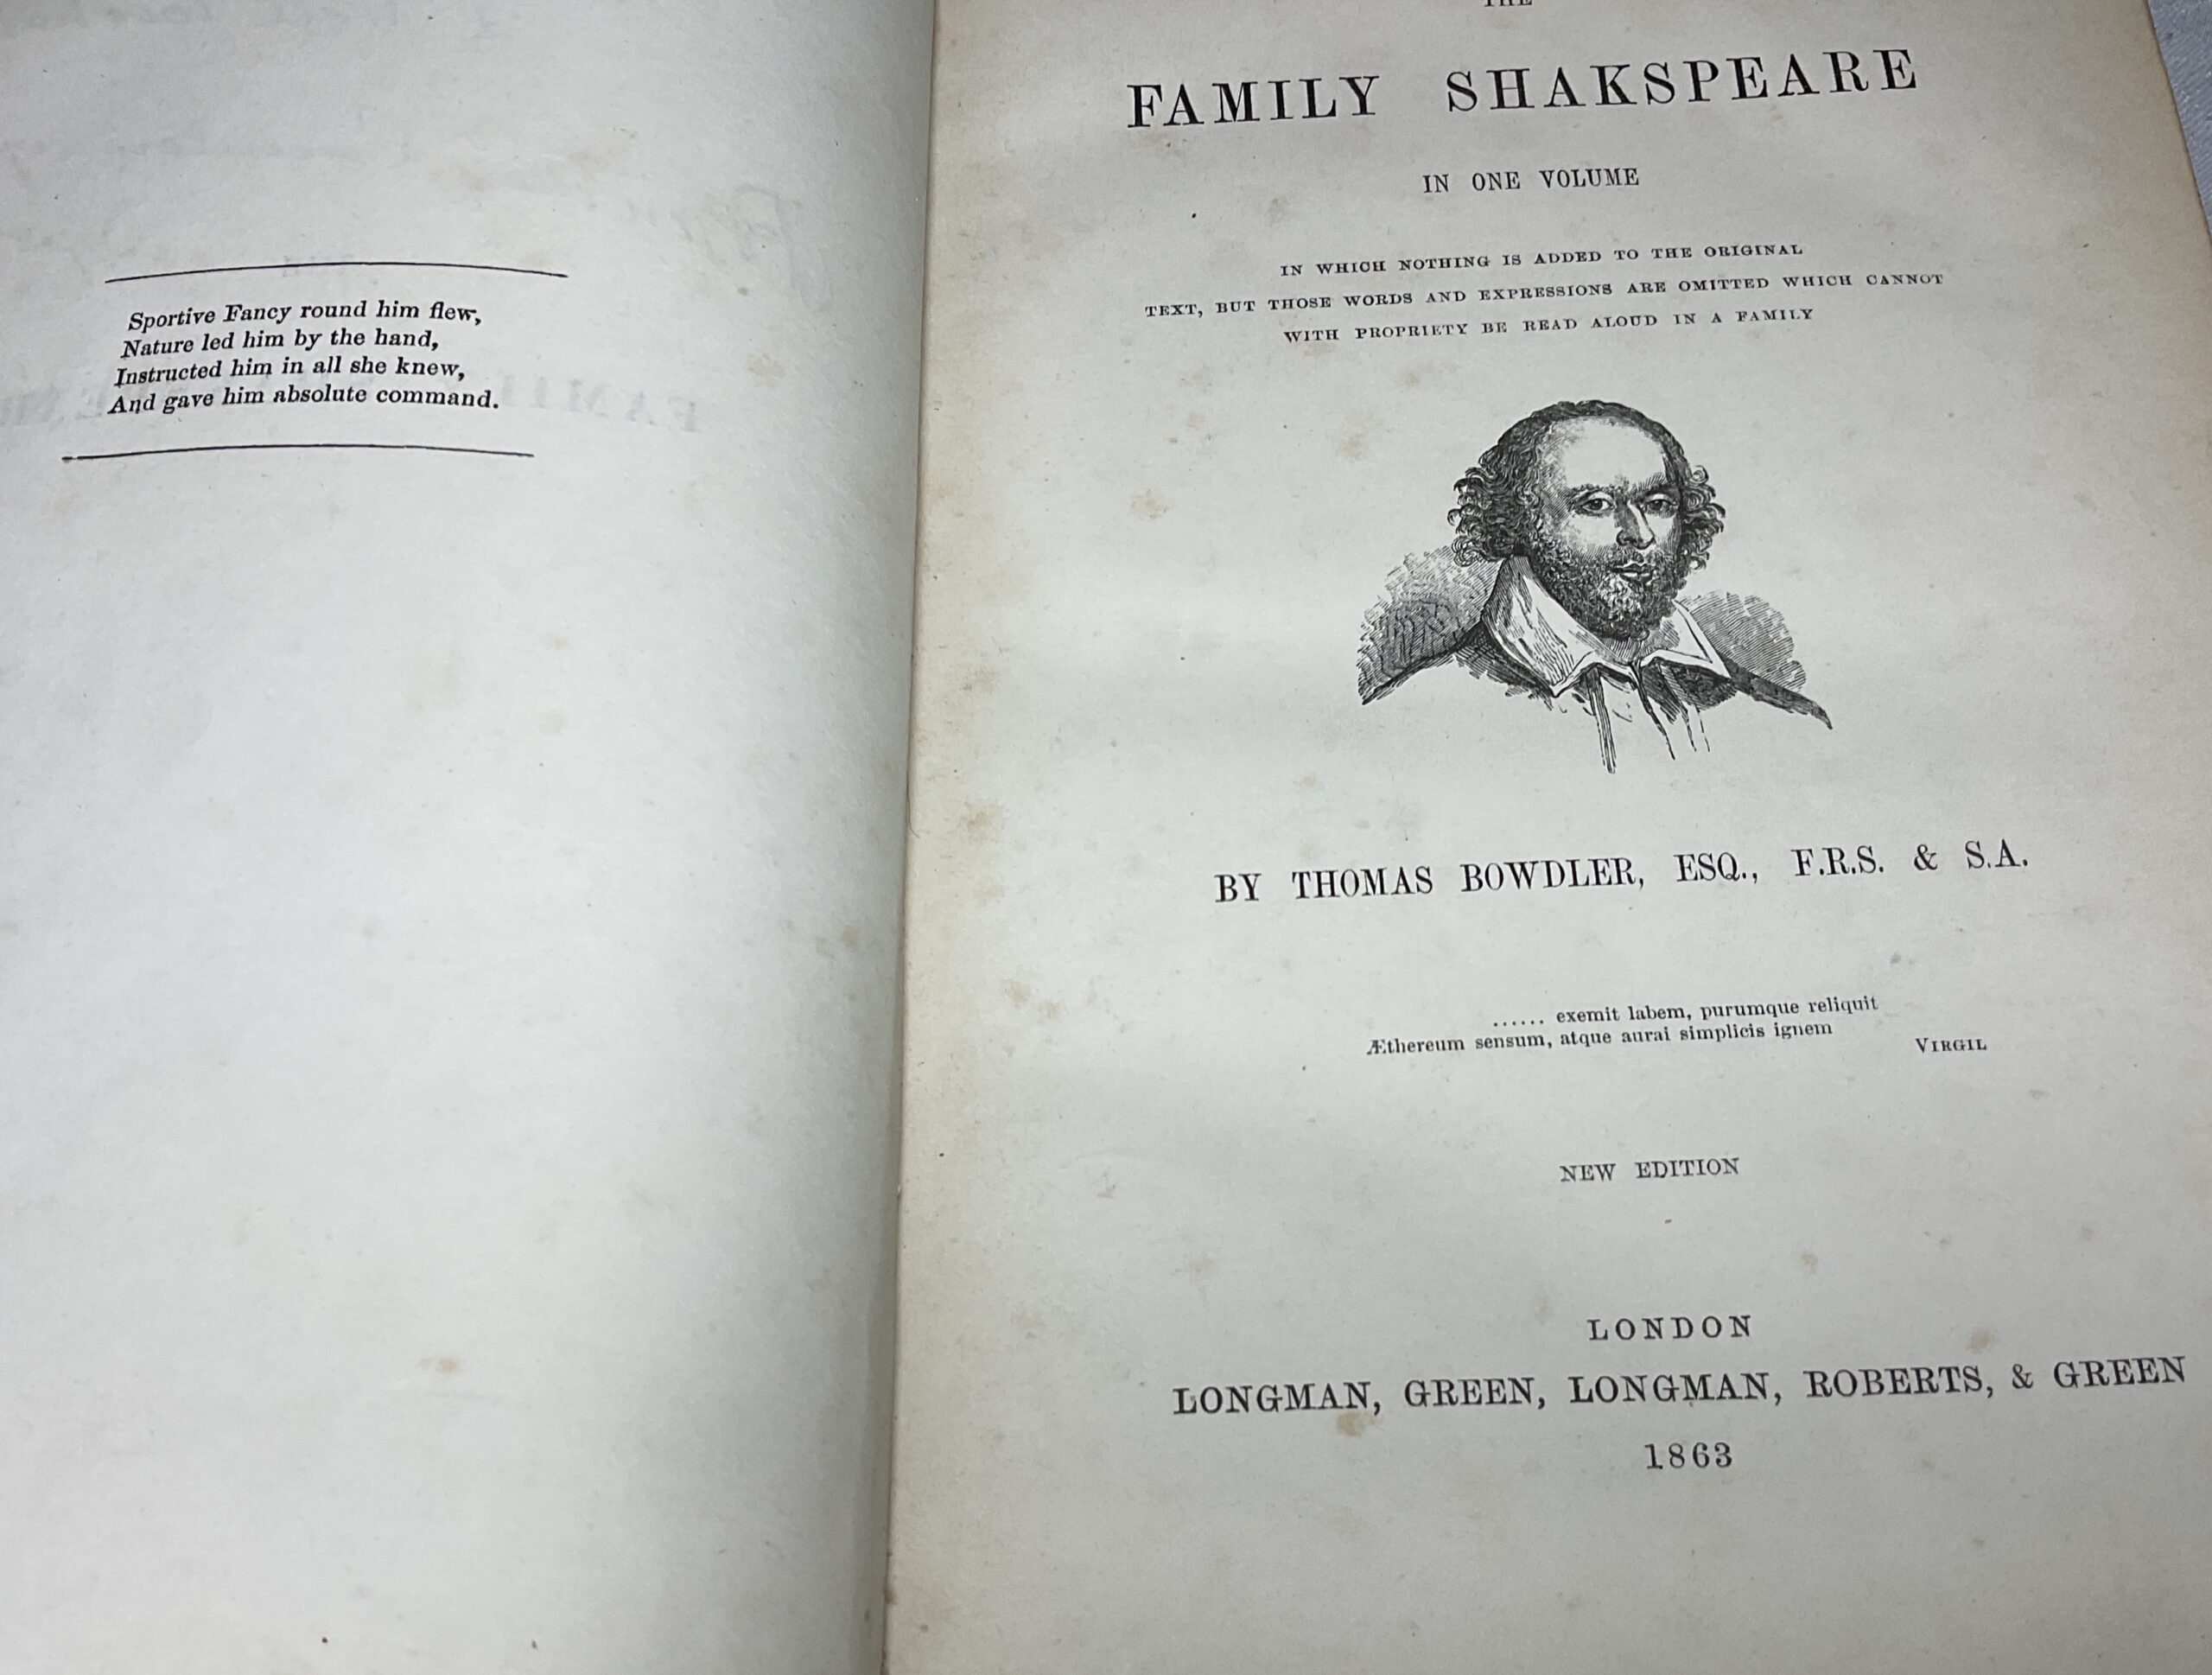 Sportive Fancy round him flew,
Nature led him by the hand,
Instructed him in all she knew,
And gave him absolute command.
THE
FAMILY SHAKSPEARE
IN ONE VOLUME
IN WHICH NOTHING IS ADDED TO THE ORIGINAL
TEXT, BUT THOSE WORDS AND EXPRESSIONS ARE OMITTED WHICH CANNOT
WITH PROPRIETY BE READ ALOUD IN A FAMILY
BY THOMAS BOWDLER, ESQ., F.R.S. & S.A.
...... exemit labem, purumque reliquit
Æthereum sensum, atque aurai simplicis ignem
VIRGIL
NEW EDITION
LONDON
LONGMAN, GREEN, LONGMAN, ROBERTS, & GREEN
1863